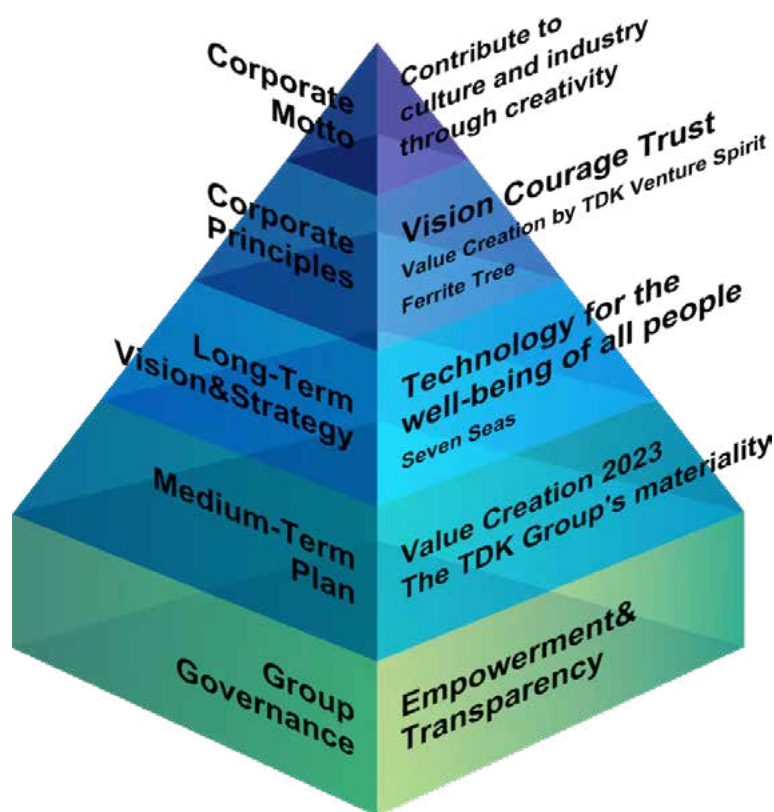 Corporate
Motto
Contribute to
culture and industry
through creativity
Corporate
Principles
Vision Courage Trust
Value Creation by TDK Venture Spirit
Ferrite Tree
Long-Term
Vision&Strategy
Technology for the
well-being of all people
Seven Seas
Medium-Term
Plan
Value Creation 2023
The TDK Group's materiality
Group
Governance
Empowerment&
Transparency